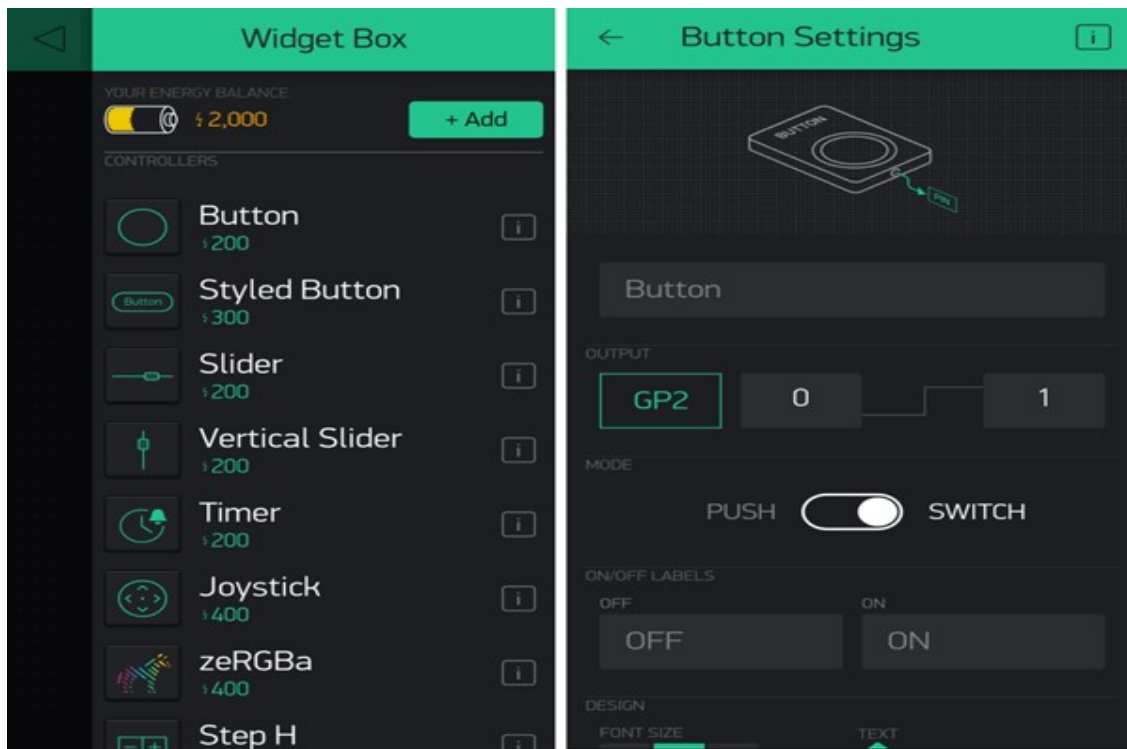 Widget Box
YOUR ENERGY BALANCE
2,000
+ Add
CONTROLLERS
Button
200
Styled Button
300
Button
Slider
200
Vertical Slider
200
Timer
200
Joystick
400
zeRGBa
400
Step H
Button Settings
i
BUTTON
PIN
Button
OUTPUT
GP2 0 1
MODE
PUSH SWITCH
ON/OFF LABELS
OFF ON
OFF ON
DESIGN
FONT SIZE TEXT